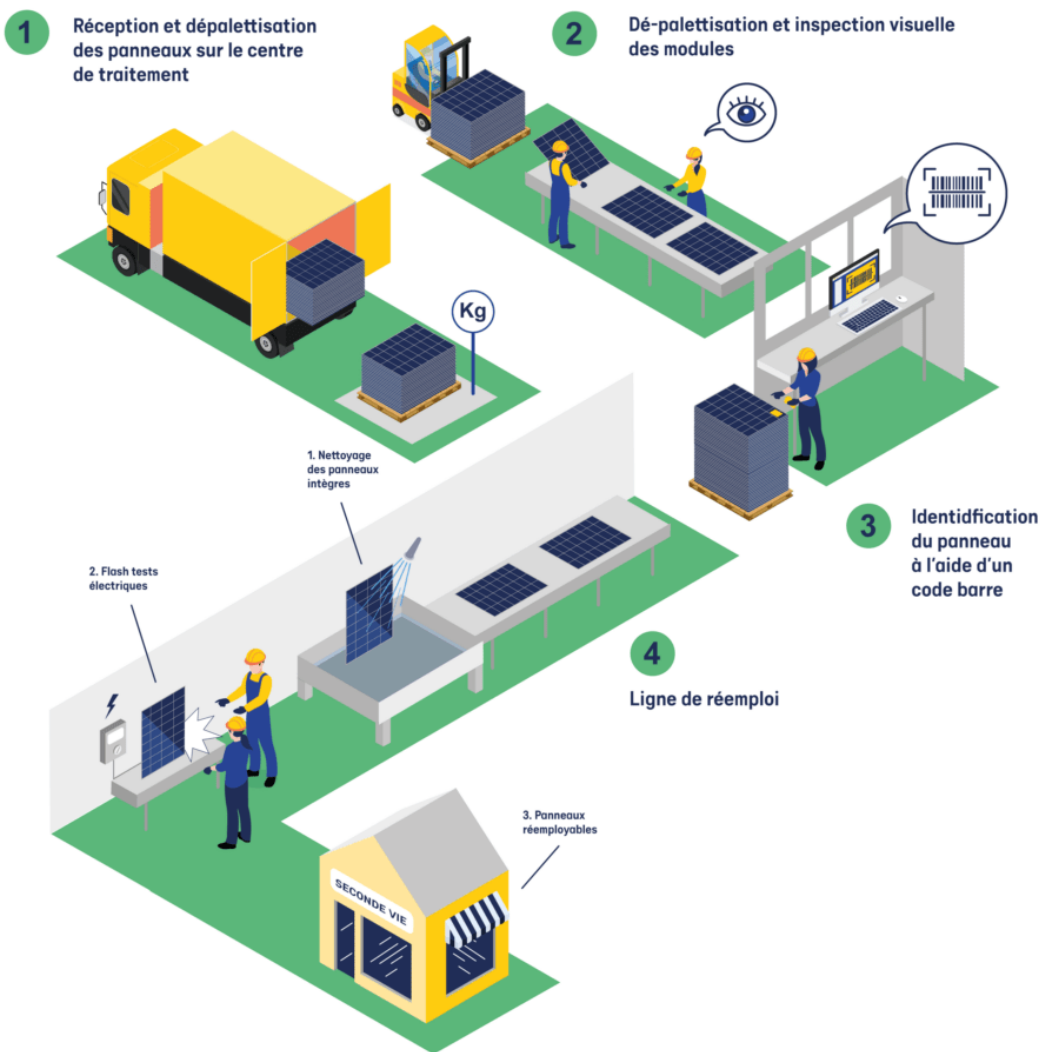 1
Réception et dépalettisation
des panneaux sur le centre
de traitement
2
Dé-palettisation et inspection visuelle
des modules
Kg
3
Identidfication
du panneau
à l'aide d'un
code barre
4
Ligne de réemploi
1. Nettoyage
des panneaux
intègres
2. Flash tests
électriques
3. Panneaux
réemployables
SECONDE VIE